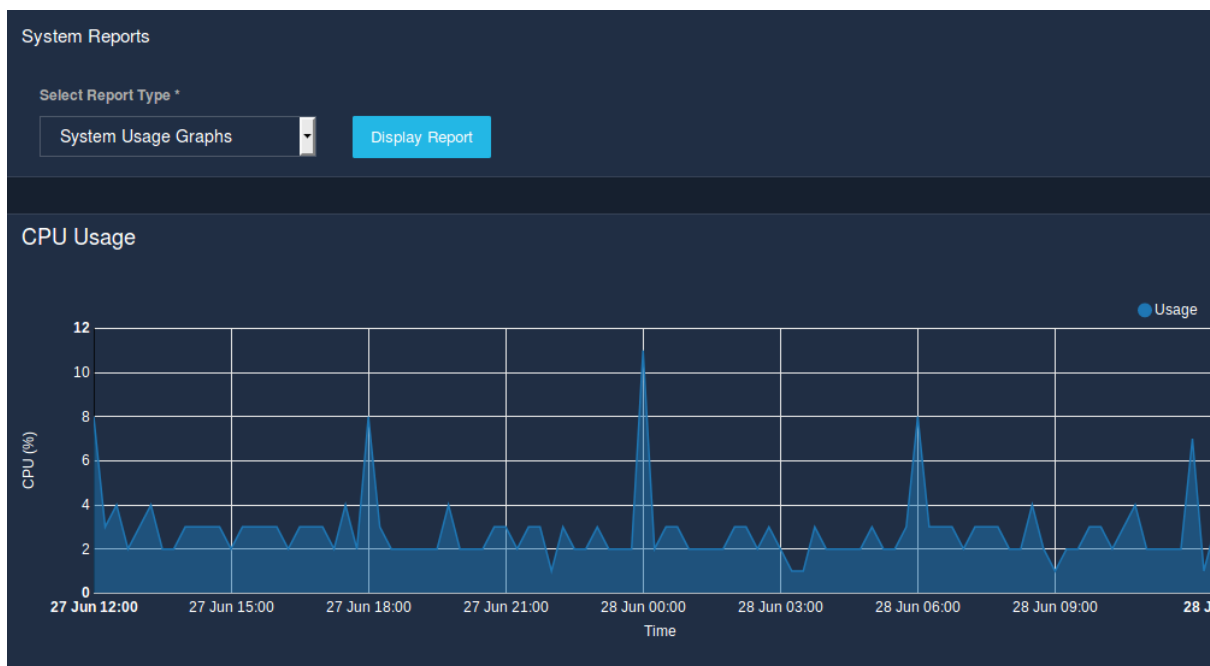 System Reports
Select Report Type *
System Usage Graphs
Display Report
CPU Usage
Usage
12
10
8
6
4
2
0
CPU (%)
27 Jun 12:00 27 Jun 15:00 27 Jun 18:00 27 Jun 21:00 28 Jun 00:00 28 Jun 03:00 28 Jun 06:00 28 Jun 09:00 28 J
Time